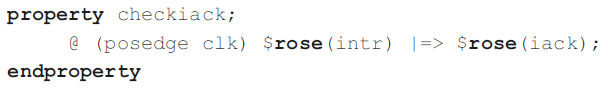 property checkiack;
@ (posedge clk) $rose(intr) |=> $rose(iack);
endproperty